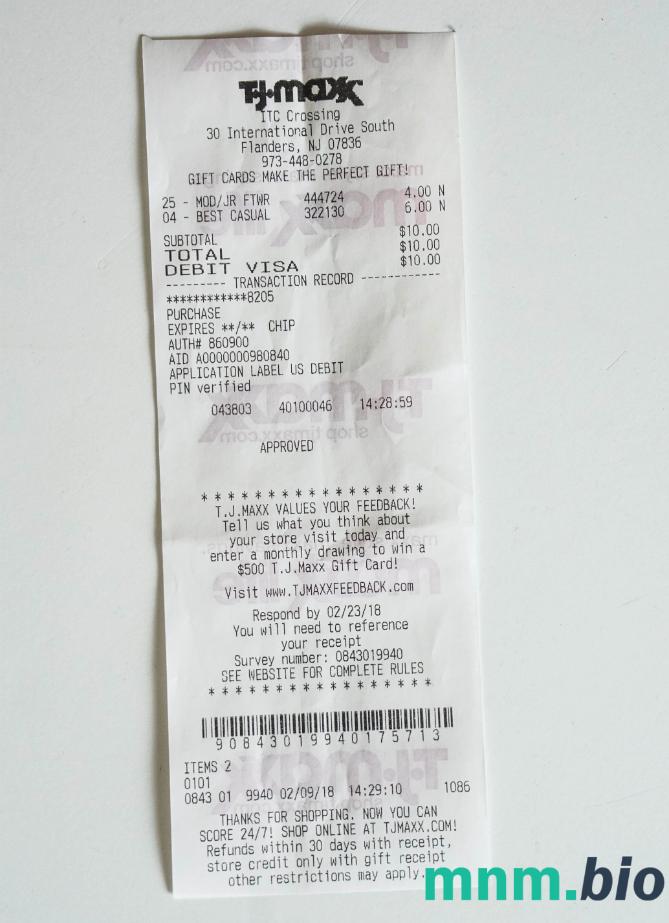 T·J·maxx
ITC Crossing
30 International Drive South
Flanders, NJ 07836
973-448-0278
GIFT CARDS MAKE THE PERFECT GIFT!
25 - MOD/JR FTWR 444724 4.00 N
04 - BEST CASUAL 322130 6.00 N
SUBTOTAL $10.00
TOTAL $10.00
DEBIT VISA $10.00
--------- TRANSACTION RECORD ------------
************8205
PURCHASE
EXPIRES **/** CHIP
AUTH# 860900
AID A0000000980840
APPLICATION LABEL US DEBIT
PIN verified
043803 40100046 14:28:59
APPROVED
* * * * * * * * * * * * * * * * *
T.J.MAXX VALUES YOUR FEEDBACK!
Tell us what you think about
your store visit today and
enter a monthly drawing to win a
$500 T.J.Maxx Gift Card!
Visit www.TJMAXXFEEDBACK.com
Respond by 02/23/18
You will need to reference
your receipt
Survey number: 0843019940
SEE WEBSITE FOR COMPLETE RULES
* * * * * * * * * * * * * * * * *
90843019940175713
ITEMS 2
0101
0843 01 9940 02/09/18 14:29:10 1086
THANKS FOR SHOPPING. NOW YOU CAN
SCORE 24/7! SHOP ONLINE AT TJMAXX.COM!
Refunds within 30 days with receipt,
store credit only with gift receipt
other restrictions may apply.
mnm.bio